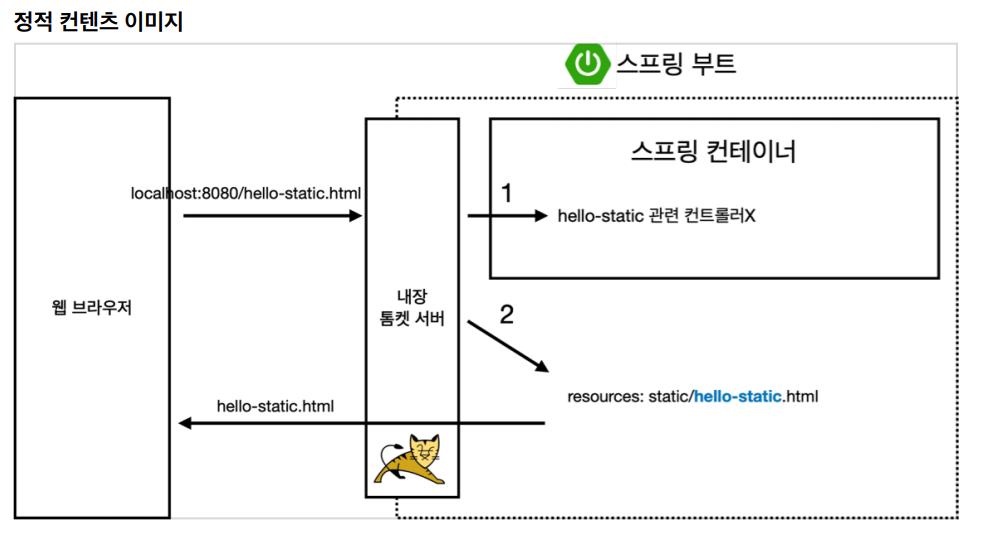 정적 컨텐츠 이미지
스프링 부트
스프링 컨테이너
localhost:8080/hello-static.html
1
hello-static 관련 컨트롤러X
웹 브라우저
내장
톰켓 서버
2
resources: static/hello-static.html
hello-static.html